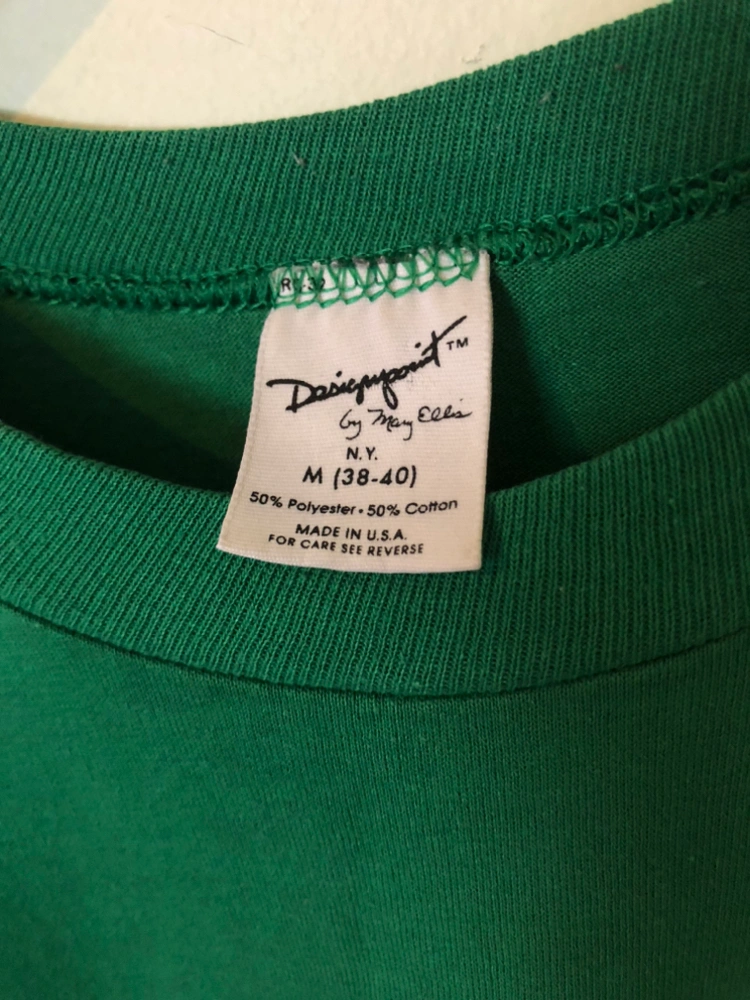 Designpoint™
by Mary Ellis
N.Y.
M (38-40)
50% Polyester • 50% Cotton
MADE IN U.S.A.
FOR CARE SEE REVERSE